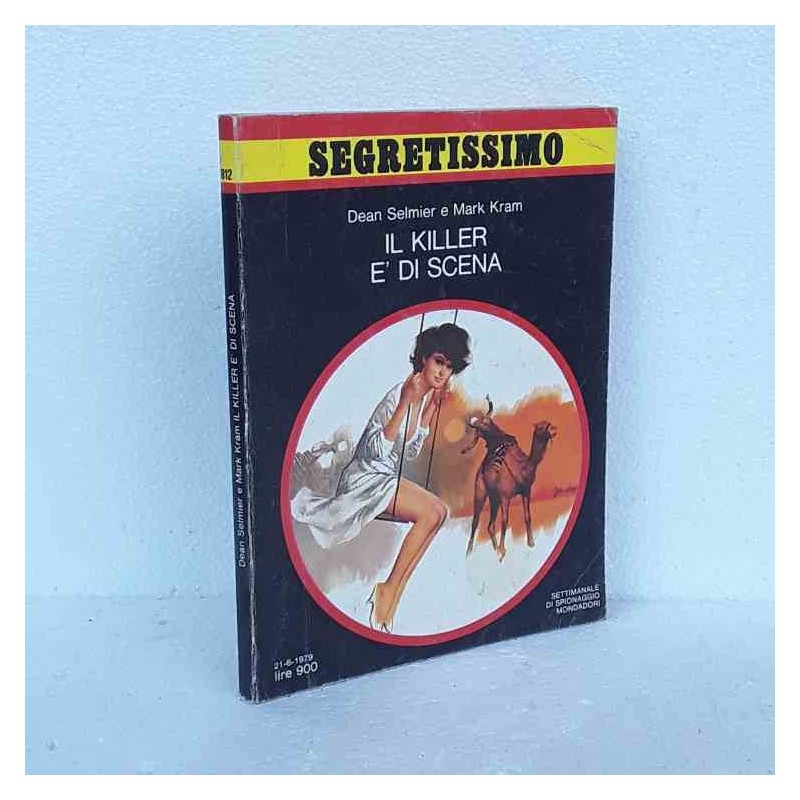 SEGRETISSIMO
Dean Selmier e Mark Kram
IL KILLER
E' DI SCENA
SETTIMANALE
DI SPIONAGGIO
MONDADORI
21-6-1979
lire 900
812
Dean Selmier e Mark Kram IL KILLER E' DI SCENA